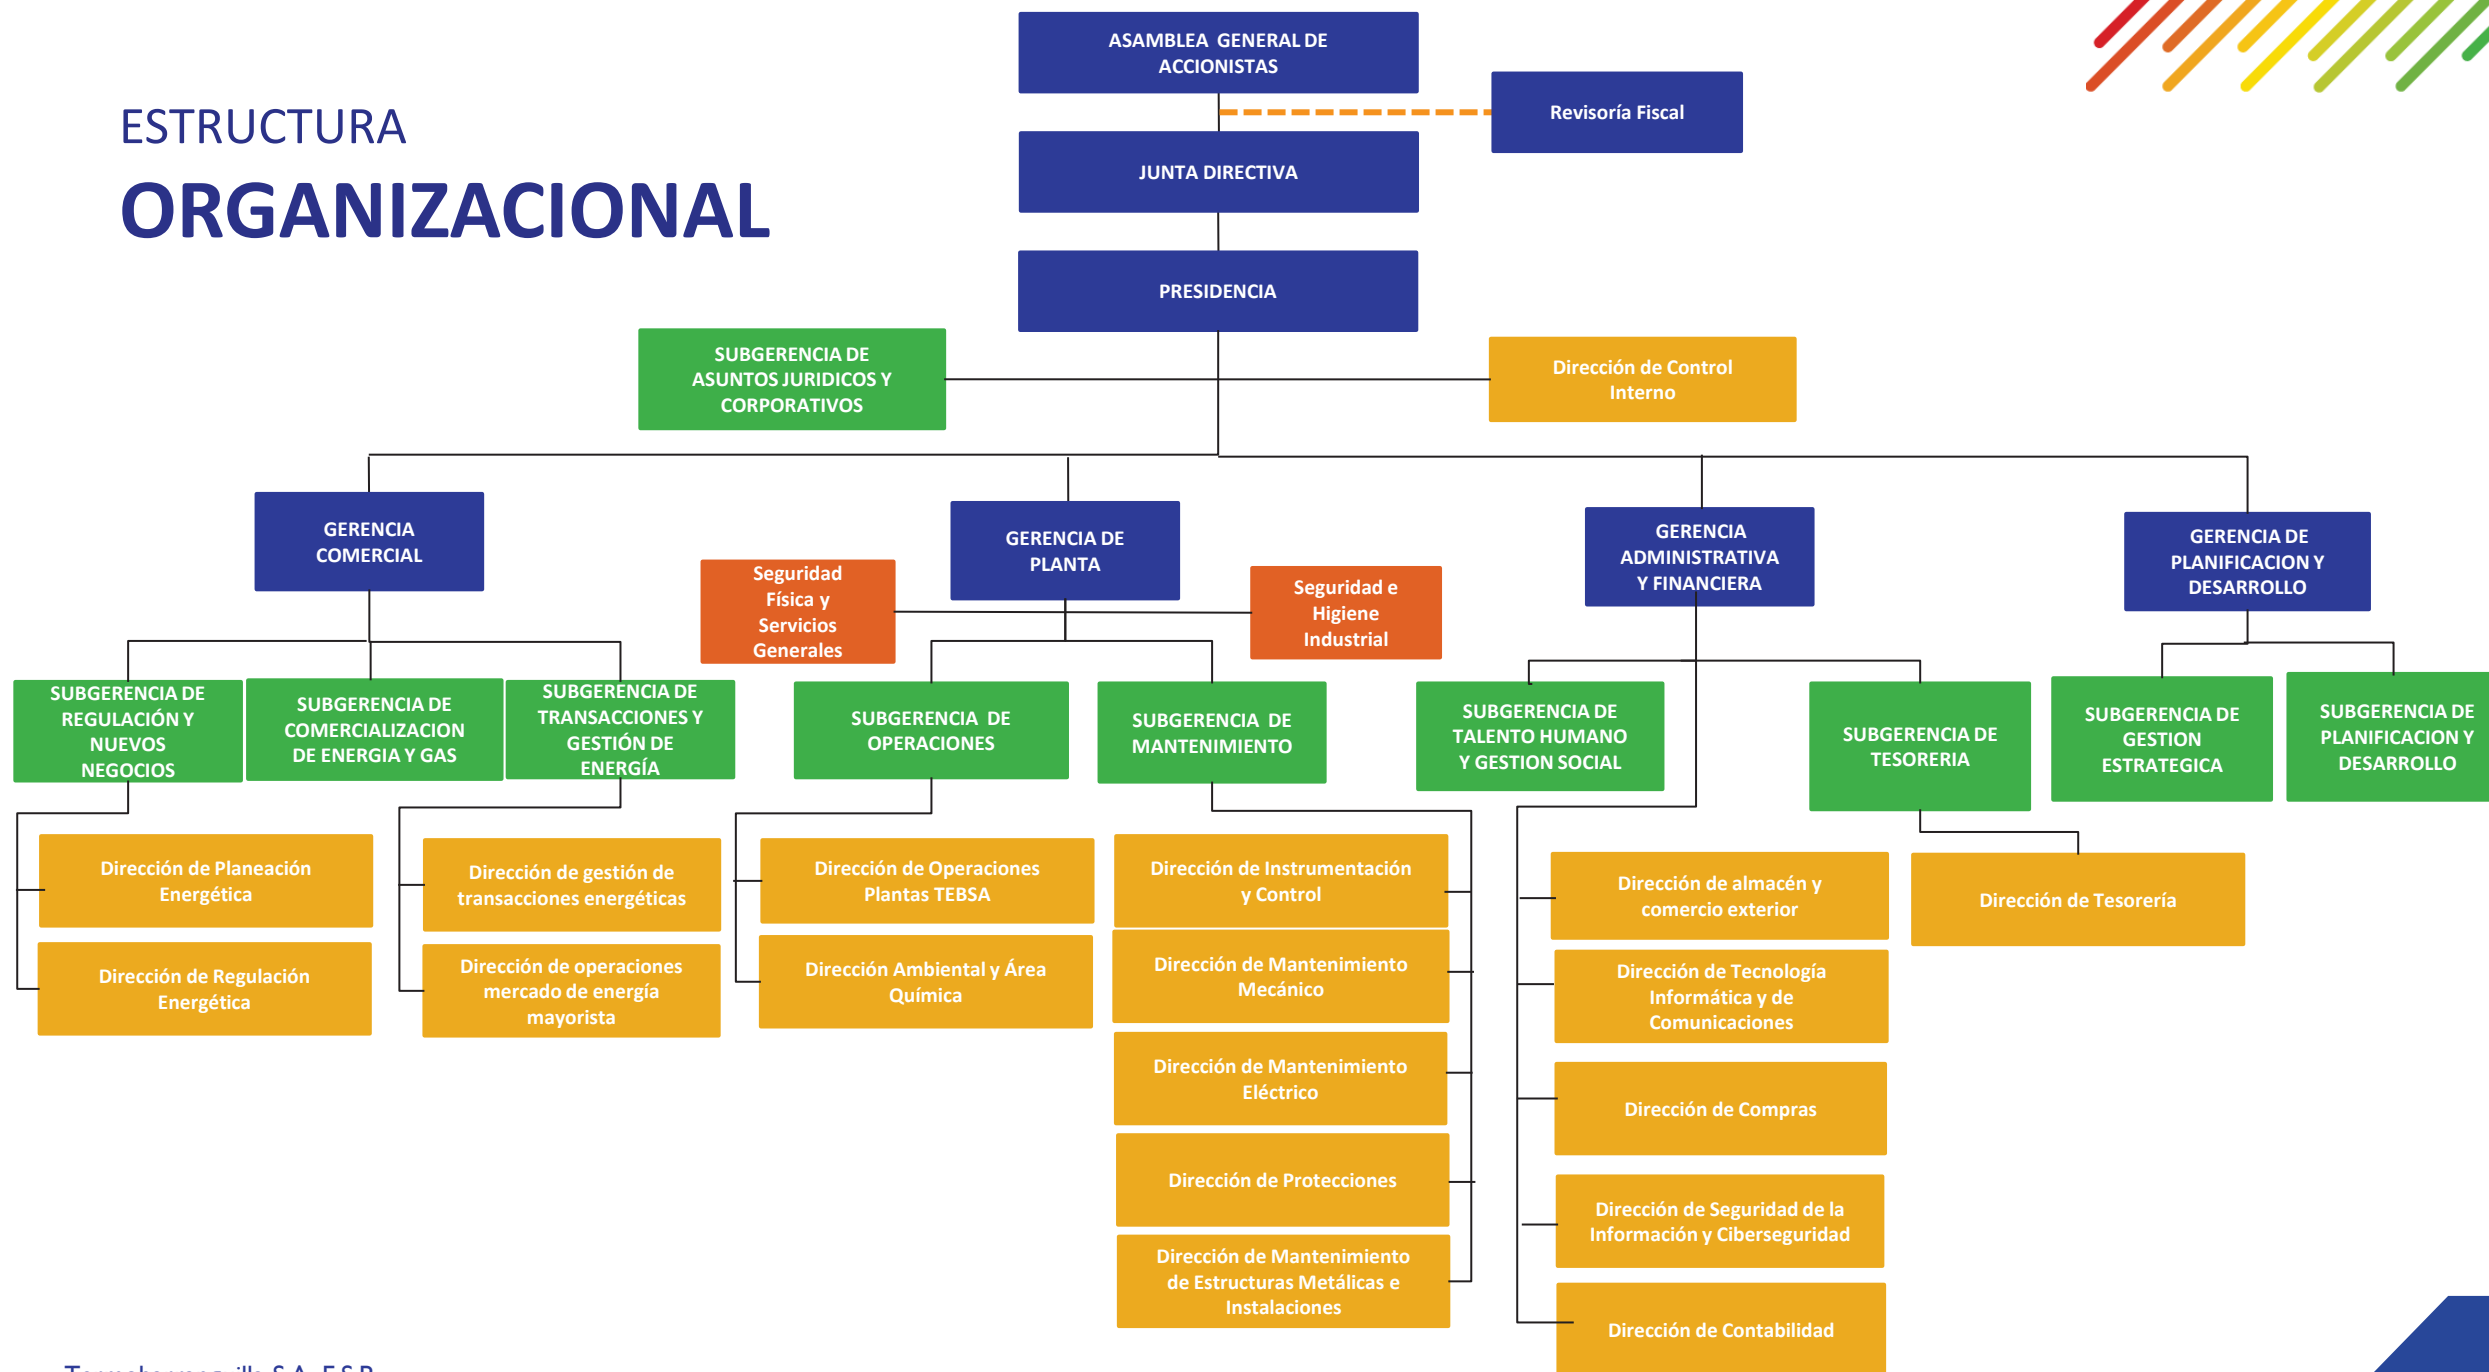 ESTRUCTURA
ORGANIZACIONAL
ASAMBLEA GENERAL DE
ACCIONISTAS
Revisoría Fiscal
JUNTA DIRECTIVA
PRESIDENCIA
SUBGERENCIA DE
ASUNTOS JURIDICOS Y
CORPORATIVOS
Dirección de Control
Interno
GERENCIA
COMERCIAL
GERENCIA DE
PLANTA
GERENCIA
ADMINISTRATIVA
Y FINANCIERA
GERENCIA DE
PLANIFICACION Y
DESARROLLO
Seguridad
Física y
Servicios
Generales
Seguridad e
Higiene
Industrial
SUBGERENCIA DE
REGULACIÓN Y
NUEVOS
NEGOCIOS
SUBGERENCIA DE
COMERCIALIZACION
DE ENERGIA Y GAS
SUBGERENCIA DE
TRANSACCIONES Y
GESTIÓN DE
ENERGÍA
SUBGERENCIA DE
OPERACIONES
SUBGERENCIA DE
MANTENIMIENTO
SUBGERENCIA DE
TALENTO HUMANO
Y GESTION SOCIAL
SUBGERENCIA DE
TESORERIA
SUBGERENCIA DE
GESTION
ESTRATEGICA
SUBGERENCIA DE
PLANIFICACION Y
DESARROLLO
Dirección de Planeación
Energética
Dirección de Regulación
Energética
Dirección de gestión de
transacciones energéticas
Dirección de operaciones
mercado de energía
mayorista
Dirección de Operaciones
Plantas TEBSA
Dirección Ambiental y Área
Química
Dirección de Instrumentación
y Control
Dirección de Mantenimiento
Mecánico
Dirección de Mantenimiento
Eléctrico
Dirección de Protecciones
Dirección de Mantenimiento
de Estructuras Metálicas e
Instalaciones
Dirección de almacén y
comercio exterior
Dirección de Tecnología
Informática y de
Comunicaciones
Dirección de Compras
Dirección de Seguridad de la
Información y Ciberseguridad
Dirección de Contabilidad
Dirección de Tesorería
S.A. E.S.P.